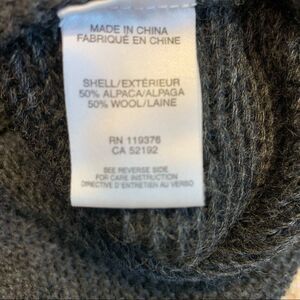 MADE IN CHINA
FABRIQUÉ EN CHINE
SHELL/EXTÉRIEUR
50% ALPACA/ALPAGA
50% WOOL/LAINE
RN 119376
CA 52192
SEE REVERSE SIDE
FOR CARE INSTRUCTION
DIRECTIVE D'ENTRETIEN AU VERSO